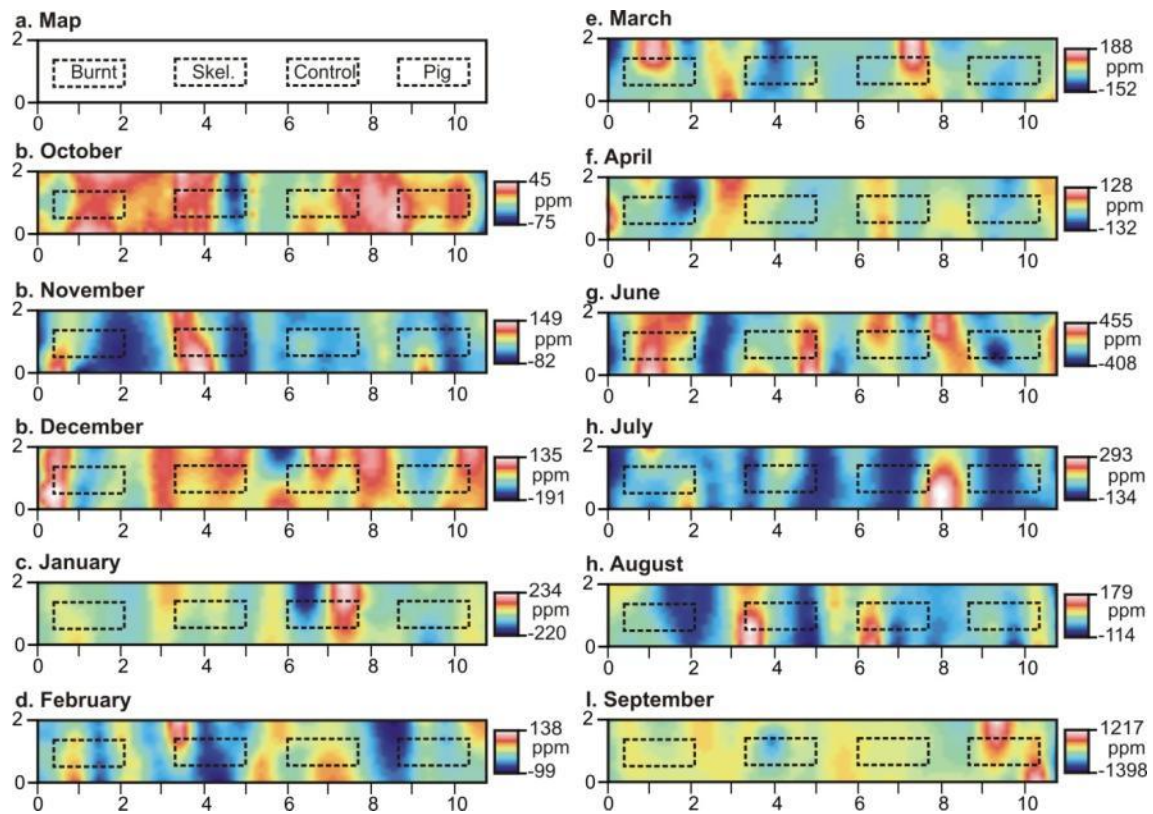 a. Map
2
0
Burnt Skel. Control Pig
0 2 4 6 8 10
b. October
2
0
45
ppm
-75
0 2 4 6 8 10
b. November
2
0
149
ppm
-82
0 2 4 6 8 10
b. December
2
0
135
ppm
-191
0 2 4 6 8 10
c. January
2
0
234
ppm
-220
0 2 4 6 8 10
d. February
2
0
138
ppm
-99
0 2 4 6 8 10
e. March
2
0
188
ppm
-152
0 2 4 6 8 10
f. April
2
0
128
ppm
-132
0 2 4 6 8 10
g. June
2
0
455
ppm
-408
0 2 4 6 8 10
h. July
2
0
293
ppm
-134
0 2 4 6 8 10
h. August
2
0
179
ppm
-114
0 2 4 6 8 10
I. September
2
0
1217
ppm
-1398
0 2 4 6 8 10